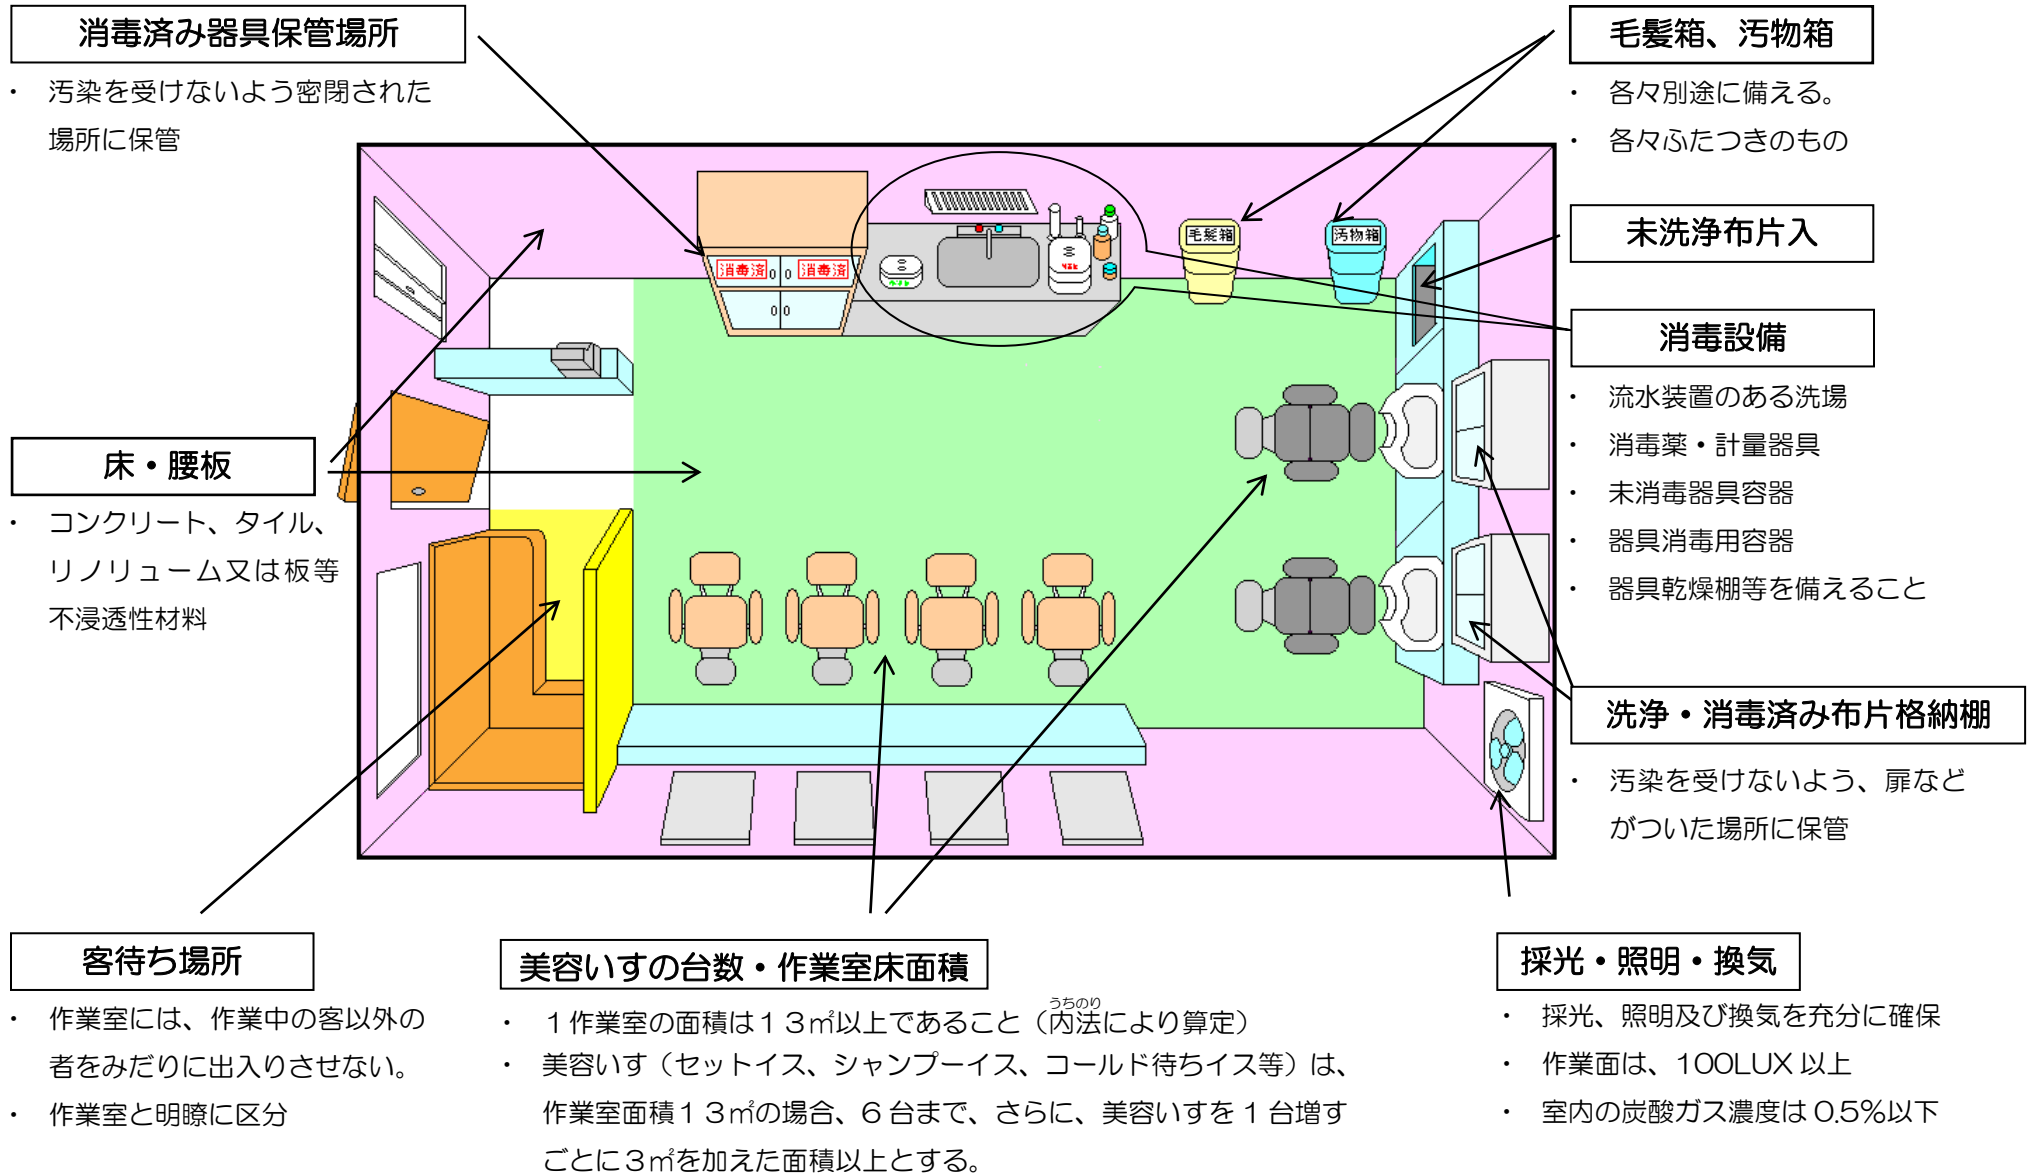 消毒済み器具保管場所
・ 汚染を受けないよう密閉された
場所に保管
毛髪箱、汚物箱
・ 各々別途に備える。
・ 各々ふたつきのもの
未洗浄布片入
消毒設備
・ 流水装置のある洗場
・ 消毒薬・計量器具
・ 未消毒器具容器
・ 器具消毒用容器
・ 器具乾燥棚等を備えること
毛髪箱
汚物箱
消毒済
消毒済
床・腰板
・ コンクリート、タイル、
リノリューム又は板等
不浸透性材料
洗浄・消毒済み布片格納棚
・ 汚染を受けないよう、扉など
がついた場所に保管
客待ち場所
・ 作業室には、作業中の客以外の
者をみだりに出入りさせない。
・ 作業室と明瞭に区分
美容いすの台数・作業室床面積
うちのり
・ １作業室の面積は１３㎡以上であること（内法により算定）
・ 美容いす（セットイス、シャンプーイス、コールド待ちイス等）は、
作業室面積１３㎡の場合、６台まで、さらに、美容いすを１台増す
ごとに３㎡を加えた面積以上とする。
採光・照明・換気
・ 採光、照明及び換気を充分に確保
・ 作業面は、100LUX 以上
・ 室内の炭酸ガス濃度は 0.5%以下